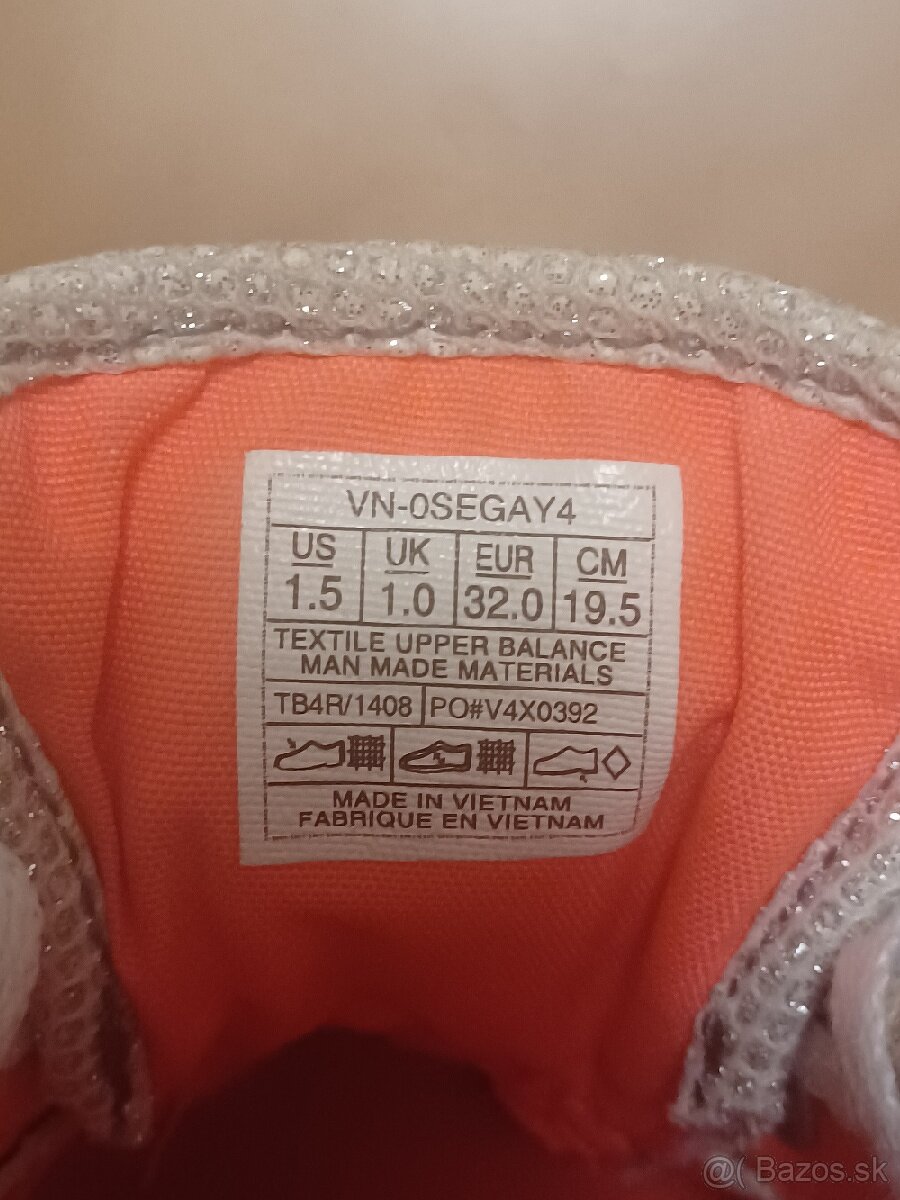 VN-0SEGAY4
US UK EUR CM
1.5 1.0 32.0 19.5
TEXTILE UPPER BALANCE
MAN MADE MATERIALS
TB4R/1408 PO#V4X0392
MADE IN VIETNAM
FABRIQUE EN VIETNAM
@( Bazos.sk